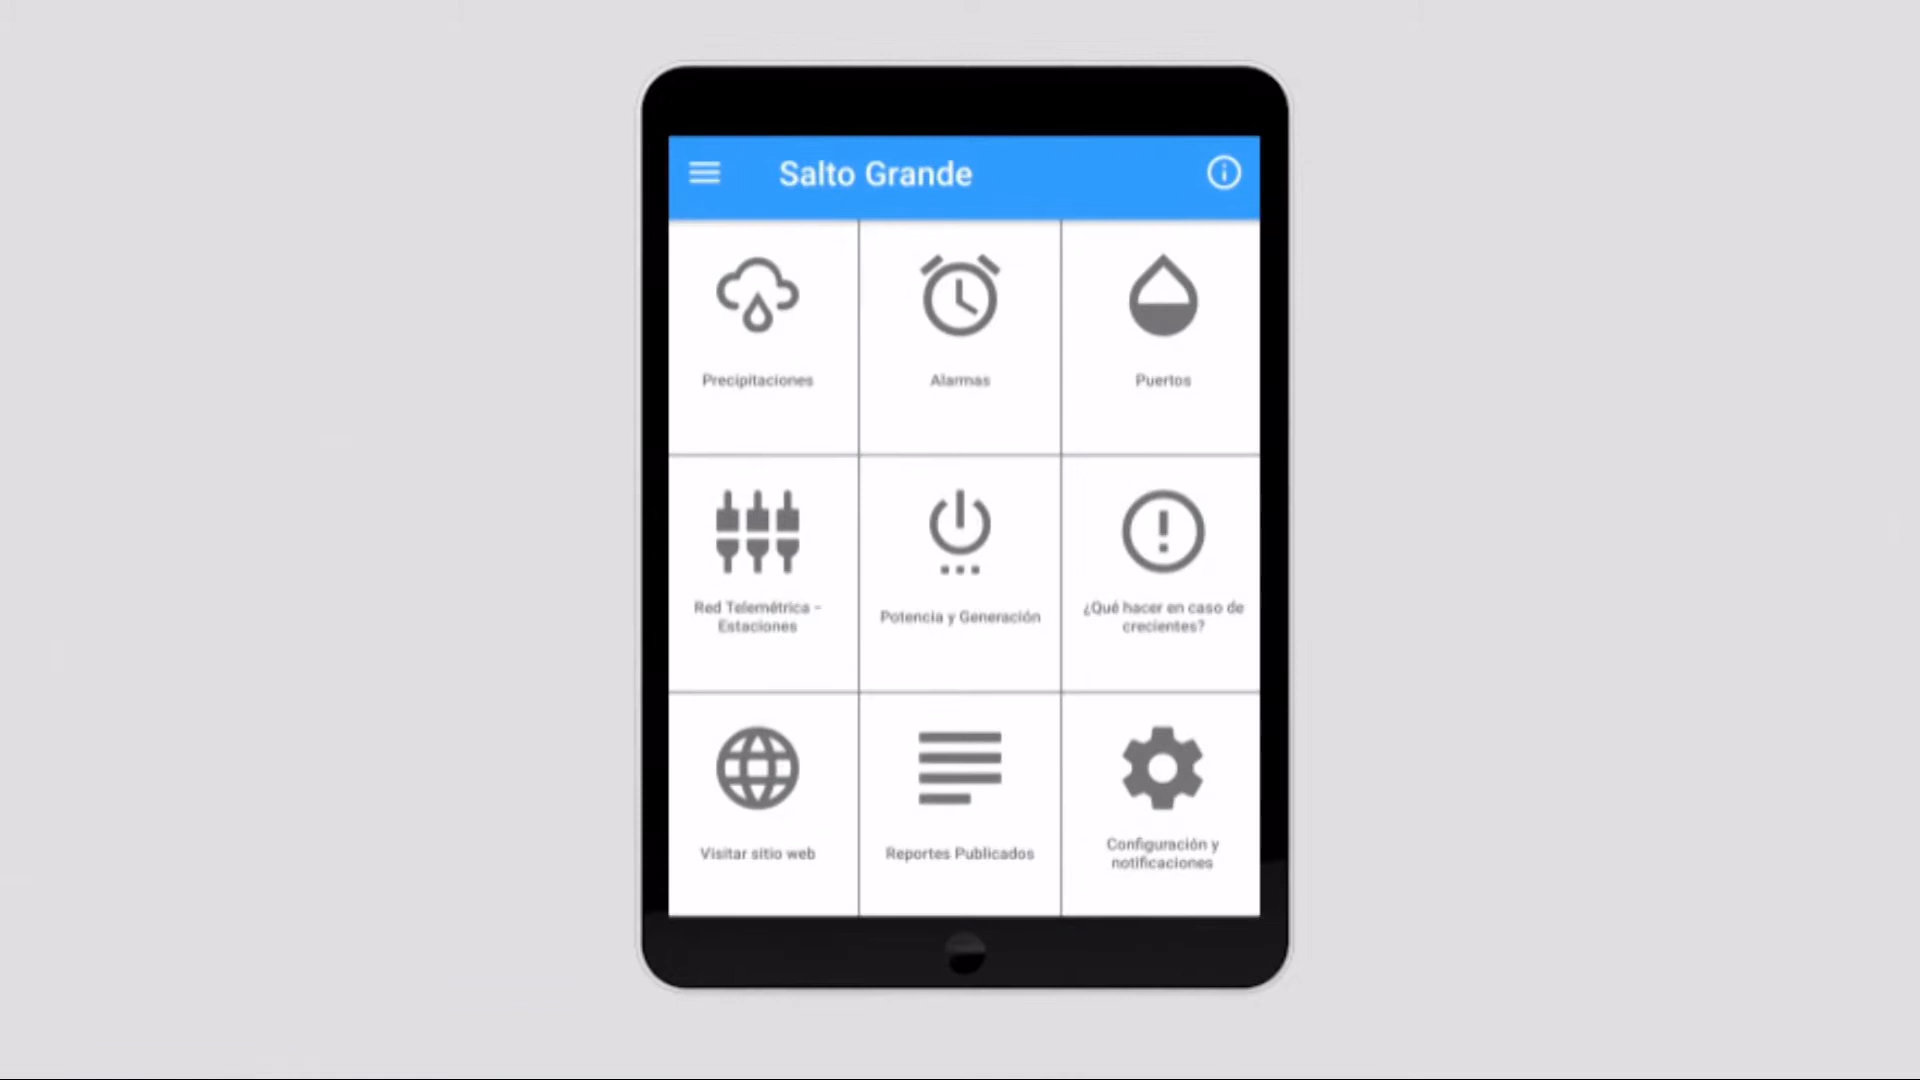 Salto Grande
Precipitaciones
Alarmas
Puertos
Red Telemétrica -
Estaciones
Potencia y Generación
¿Qué hacer en caso de
crecientes?
Visitar sitio web
Reportes Publicados
Configuración y
notificaciones